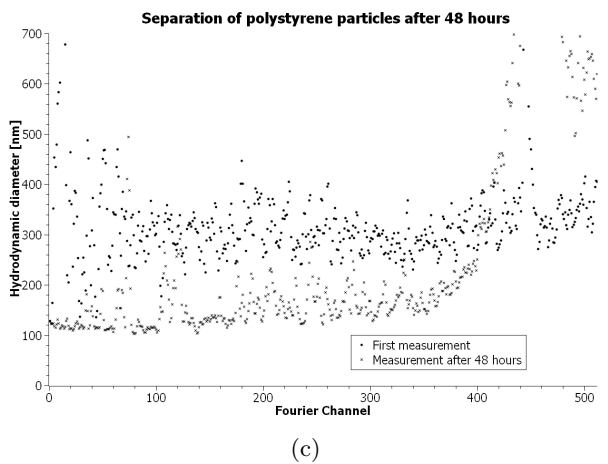 Separation of polystyrene particles after 48 hours
700
600
500
400
300
200
100
0
Hydrodynamic diameter [nm]
First measurement
Measurement after 48 hours
0 100 200 300 400 500
Fourier Channel
(c)